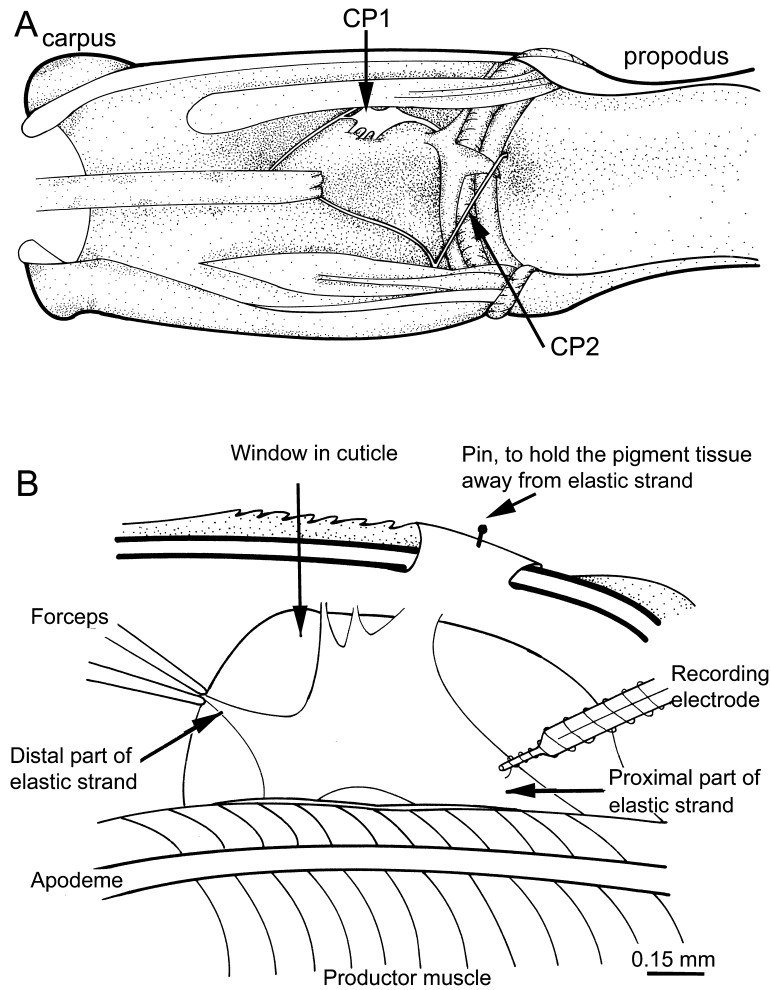 A
carpus
CP1
propodus
CP2
B
Window in cuticle
Pin, to hold the pigment tissue
away from elastic strand
Forceps
Recording
electrode
Distal part of
elastic strand
Proximal part of
elastic strand
Apodeme
0.15 mm
Productor muscle